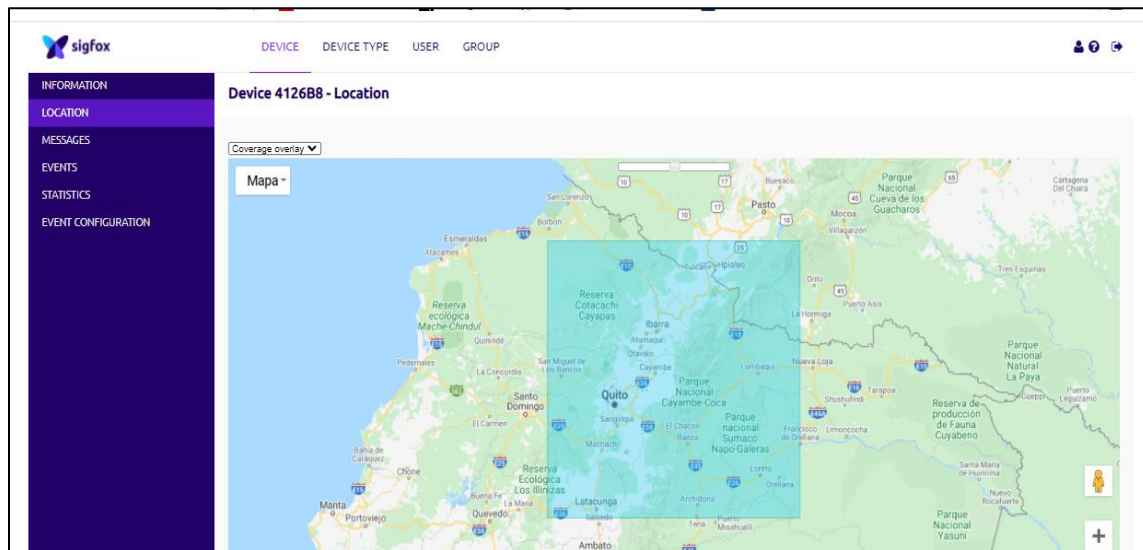 sigfox
DEVICE DEVICE TYPE USER GROUP
INFORMATION
LOCATION
MESSAGES
EVENTS
STATISTICS
EVENT CONFIGURATION
Device 4126B8 - Location
Coverage overlay
Mapa
San Lorenzo
Borbón
Esmeraldas
Atacames
Buesaco
Pasto
Mocoa
Villagarzón
Parque
Nacional
Cueva de los
Guacharos
Cartagena
Del Chairá
Tres Esquinas
Tulcán
Ipiales
Orito
Puerto Asís
La Hormiga
Reserva
ecológica
Mache-Chindul
Reserva
Cotacachi
Cayapas
Ibarra
Atuntaqui
Otavalo
Cayambe
Quinindé
Pedernales
La Concordia
San Miguel de
Los Bancos
Lumbaqui
Nueva Loja
Parque
Nacional
Natural
La Paya
Puerto
Leguízamo
Gueppi
Tarapoa
Shushufindi
Santo
Domingo
Quito
Parque
Nacional
Cayambe-Coca
El Carmen
Sangolquí
Machachi
El Chaco
Baeza
Parque
nacional
Sumaco
Napo-Galeras
Francisco
de Orellana
Limoncocha
Reserva de
producción
de Fauna
Cuyabeno
Bahía de
Caráquez
Chone
Reserva
Ecológica
Los Illinizas
Loreto
Orellana
Santa María
de Huiririma
Nuevo
Rocafuerte
Manta
Portoviejo
Buena Fe
La Maná
Quevedo
Latacunga
Salcedo
Archidona
Tena
Puerto
Misahuallí
Ambato
Parque
Nacional
Yasuní